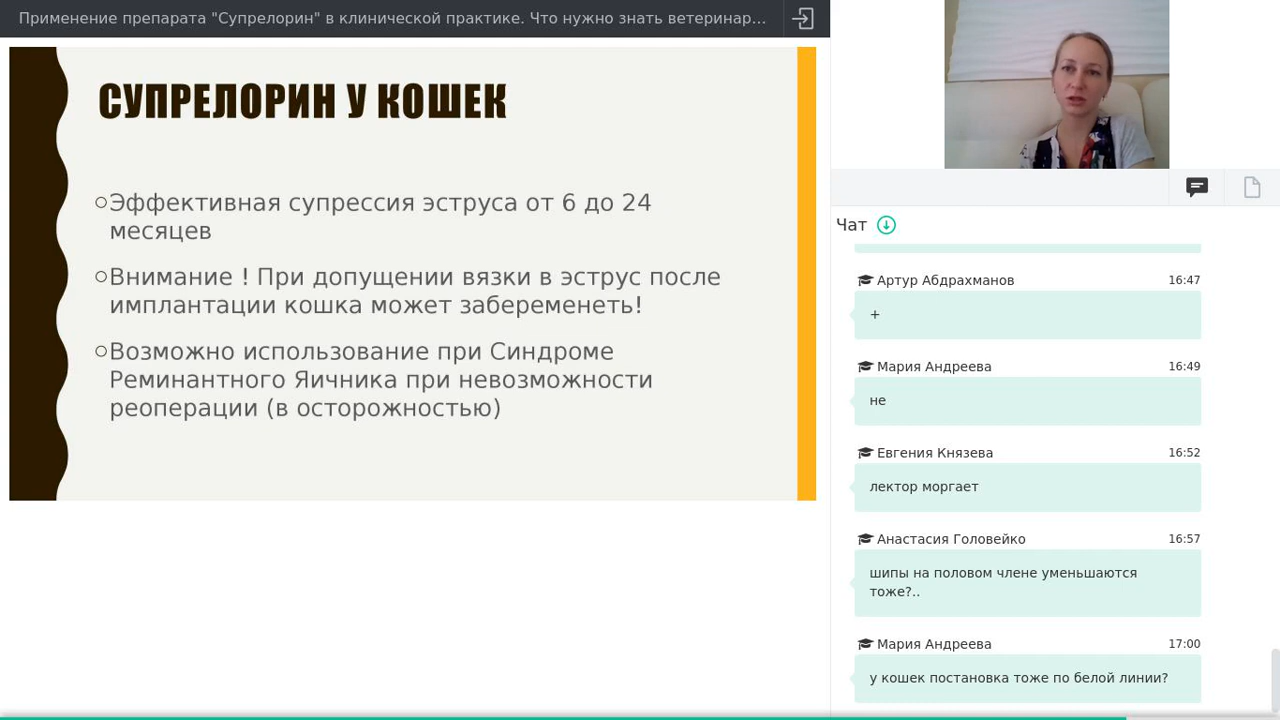 Применение препарата "Супрелорин" в клинической практике. Что нужно знать ветеринар...
СУПРЕЛОРИН У КОШЕК
Эффективная супрессия эструса от 6 до 24
месяцев
Внимание ! При допущении вязки в эструс после
имплантации кошка может забеременеть!
Возможно использование при Синдроме
Реминантного Яичника при невозможности
реоперации (в осторожностью)
Чат
Артур Абдрахманов 16:47
+
Мария Андреева 16:49
не
Евгения Князева 16:52
лектор моргает
Анастасия Головейко 16:57
шипы на половом члене уменьшаются
тоже?..
Мария Андреева 17:00
у кошек постановка тоже по белой линии?